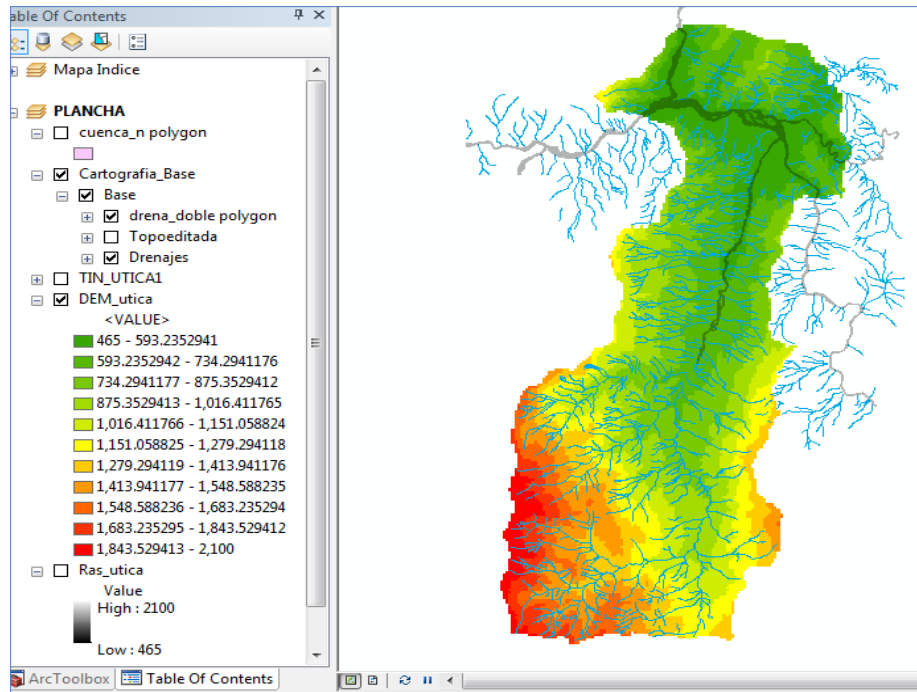 able Of Contents
Mapa Indice
PLANCHA
cuenca_n polygon
Cartografia_Base
Base
drena_doble polygon
Topoeditada
Drenajes
TIN_UTICA1
DEM_utica
<VALUE>
465 - 593.2352941
593.2352942 - 734.2941176
734.2941177 - 875.3529412
875.3529413 - 1,016.411765
1,016.411766 - 1,151.058824
1,151.058825 - 1,279.294118
1,279.294119 - 1,413.941176
1,413.941177 - 1,548.588235
1,548.588236 - 1,683.235294
1,683.235295 - 1,843.529412
1,843.529413 - 2,100
Ras_utica
Value
High : 2100
Low : 465
ArcToolbox Table Of Contents